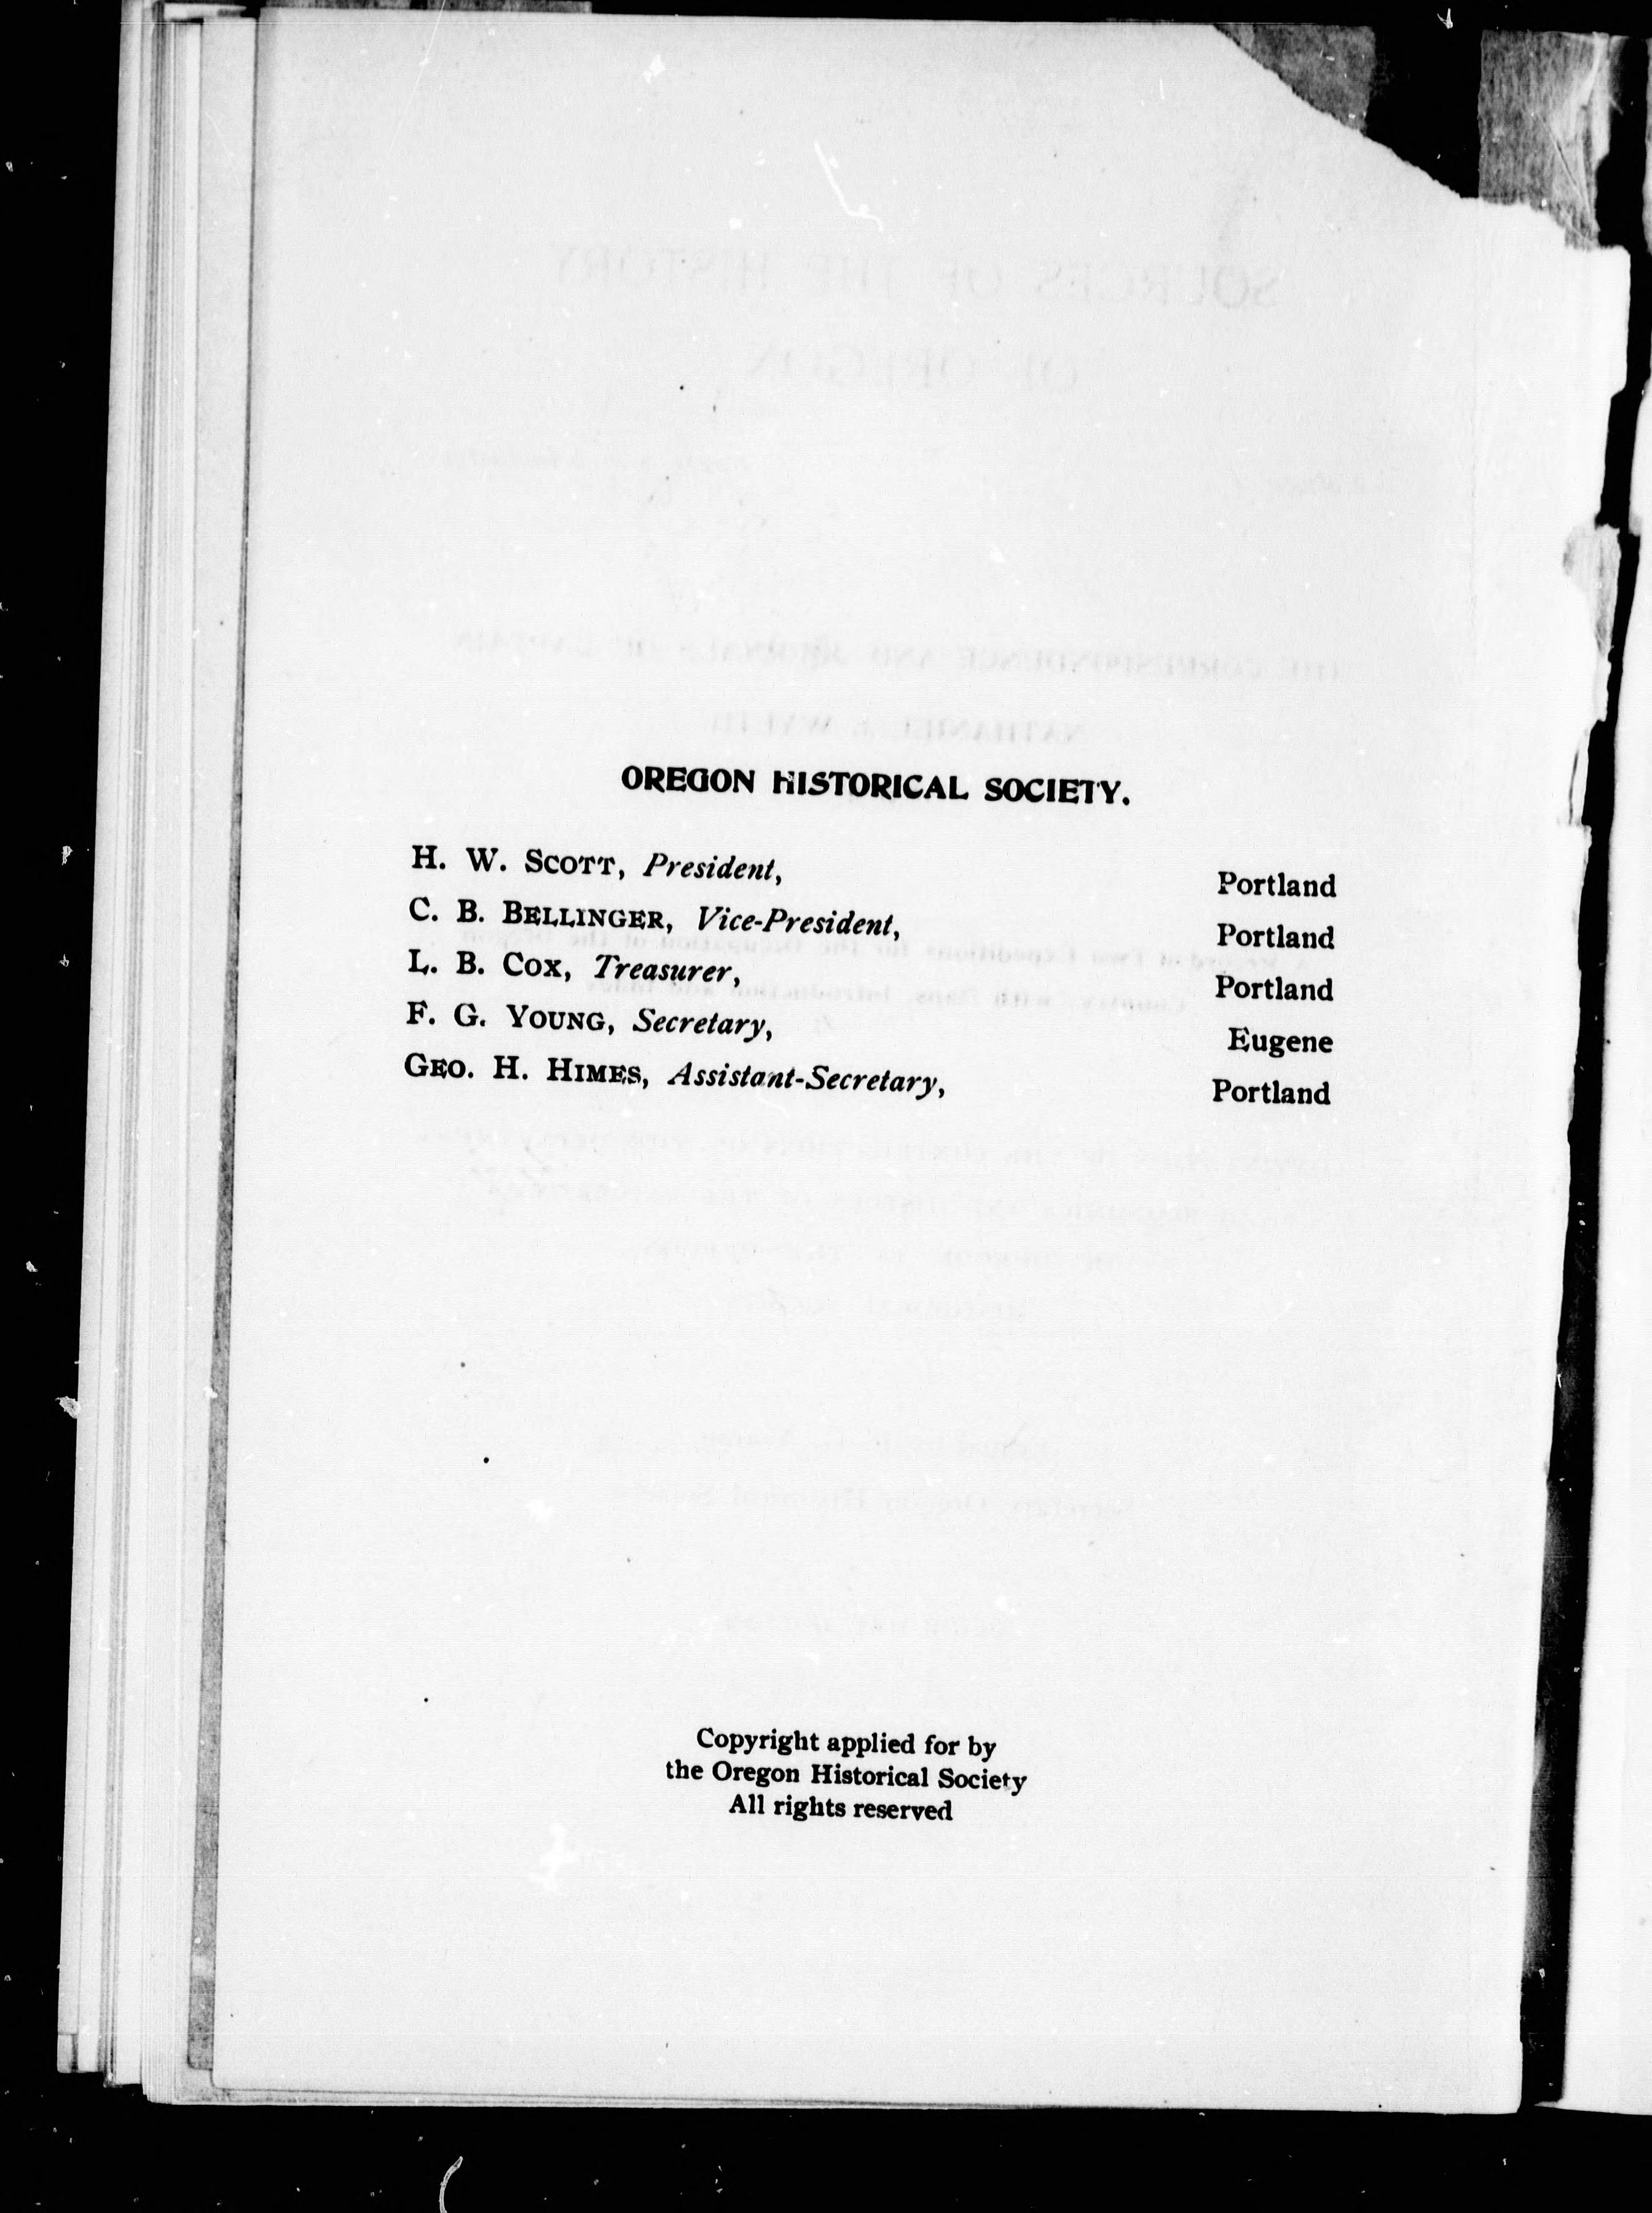 OREGON HISTORICAL SOCIETY.
H. W. SCOTT, President, Portland
C. B. BELLINGER, Vice-President, Portland
L. B. COX, Treasurer, Portland
F. G. YOUNG, Secretary, Eugene
GEO. H. HIMES, Assistant-Secretary, Portland
Copyright applied for by
the Oregon Historical Society
All rights reserved